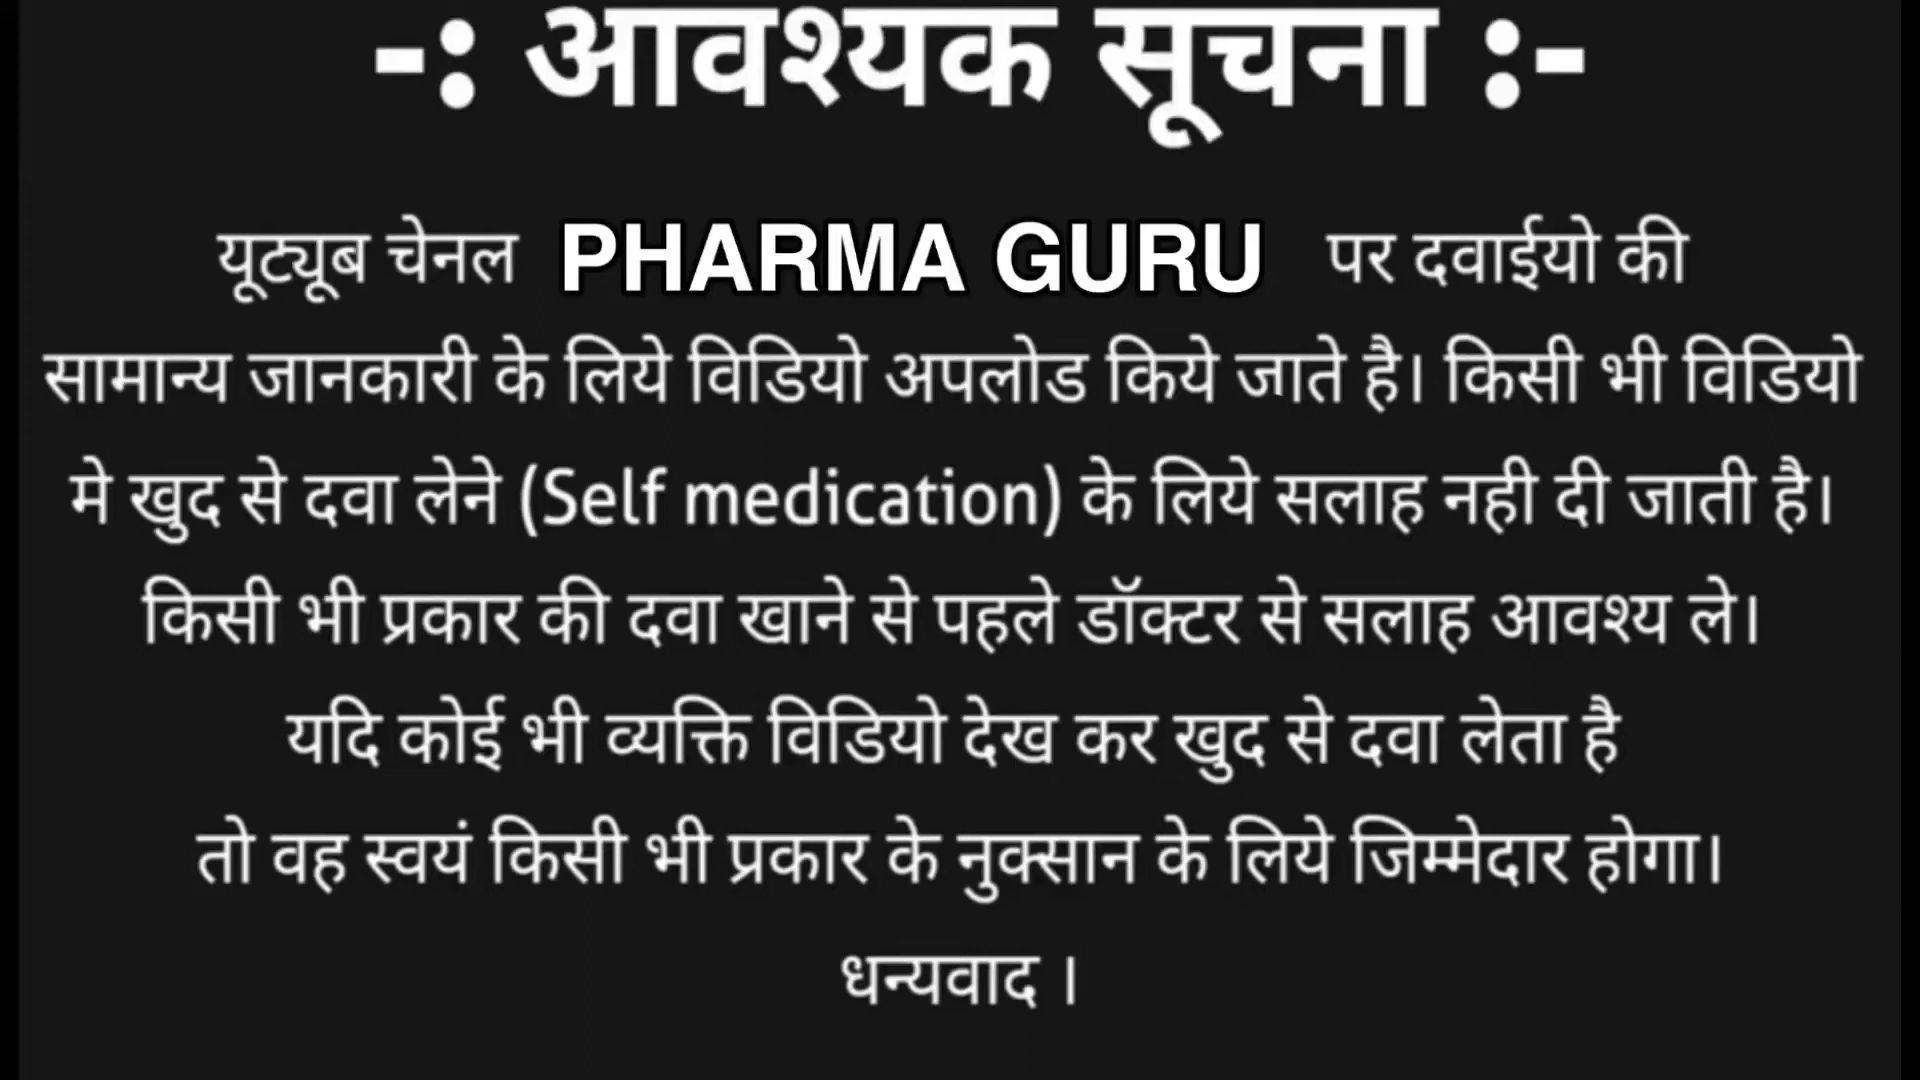 -: आवश्यक सूचना :-
यूट्यूब चेनल PHARMA GURU पर दवाईयो की
सामान्य जानकारी के लिये विडियो अपलोड किये जाते है। किसी भी विडियो
मे खुद से दवा लेने (Self medication) के लिये सलाह नही दी जाती है।
किसी भी प्रकार की दवा खाने से पहले डॉक्टर से सलाह आवश्य ले।
यदि कोई भी व्यक्ति विडियो देख कर खुद से दवा लेता है
तो वह स्वयं किसी भी प्रकार के नुक्सान के लिये जिम्मेदार होगा।
धन्यवाद ।